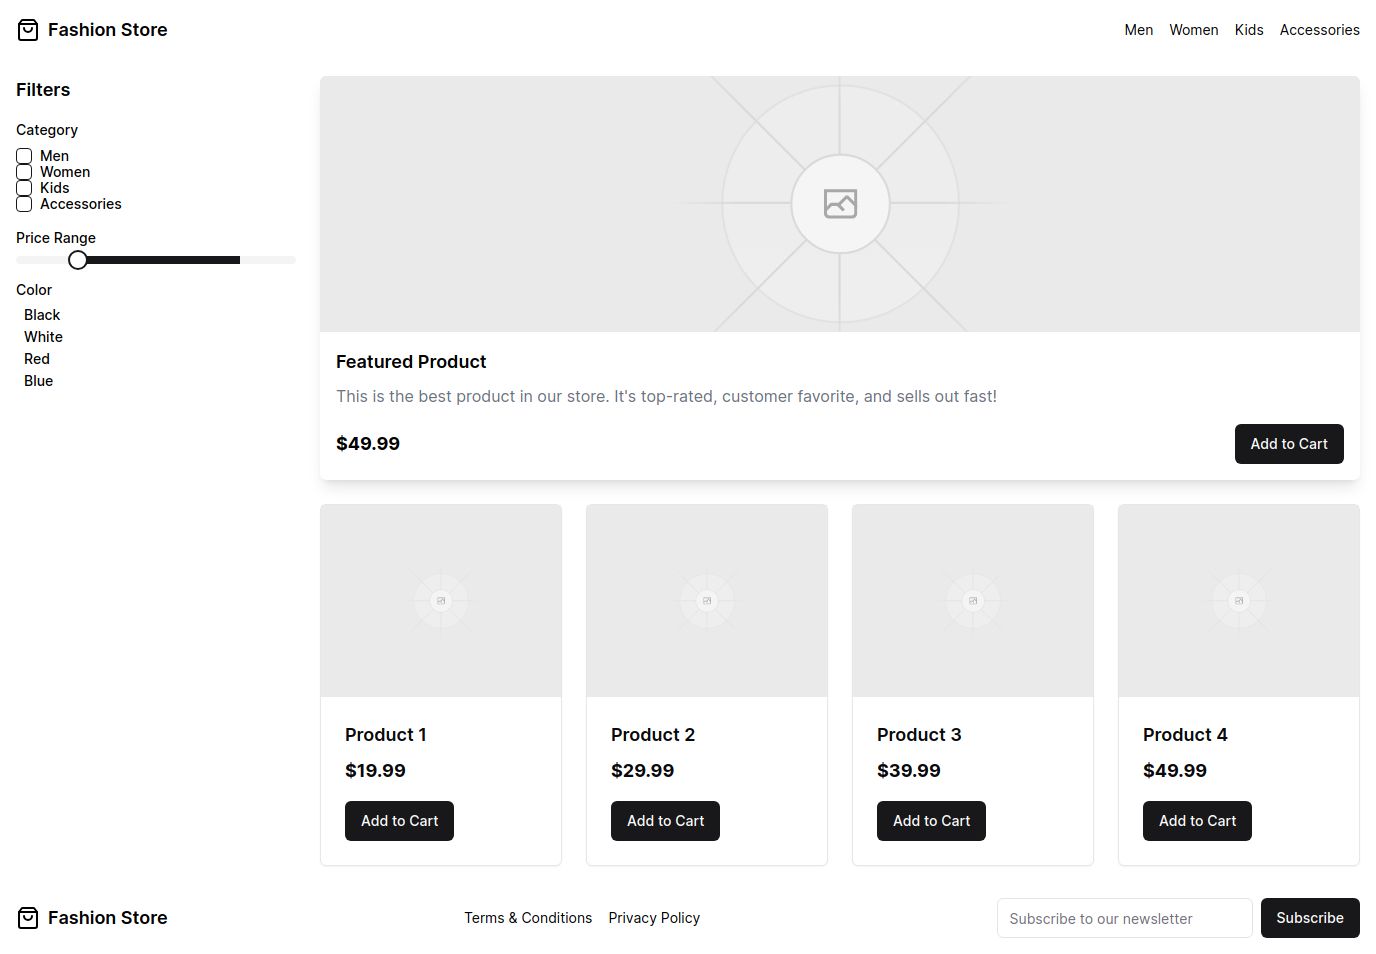 Fashion Store
Men Women Kids Accessories
Filters
Category
Men
Women
Kids
Accessories
Price Range
Color
Black
White
Red
Blue
Featured Product
This is the best product in our store. It's top-rated, customer favorite, and sells out fast!
$49.99
Add to Cart
Product 1
$19.99
Add to Cart
Product 2
$29.99
Add to Cart
Product 3
$39.99
Add to Cart
Product 4
$49.99
Add to Cart
Fashion Store
Terms & Conditions Privacy Policy
Subscribe to our newsletter
Subscribe